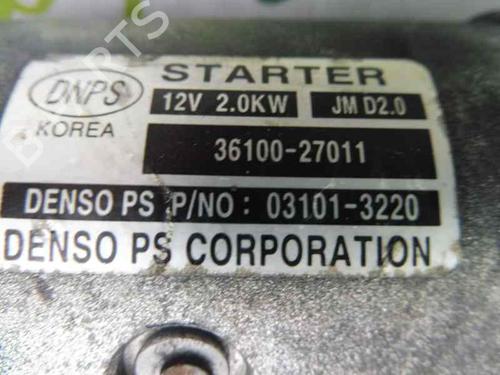 STARTER
DNPS
12V 2.0KW JM D2.0
KOREA
36100-27011
DENSO PS P/NO: 03101-3220
DENSO PS CORPORATION